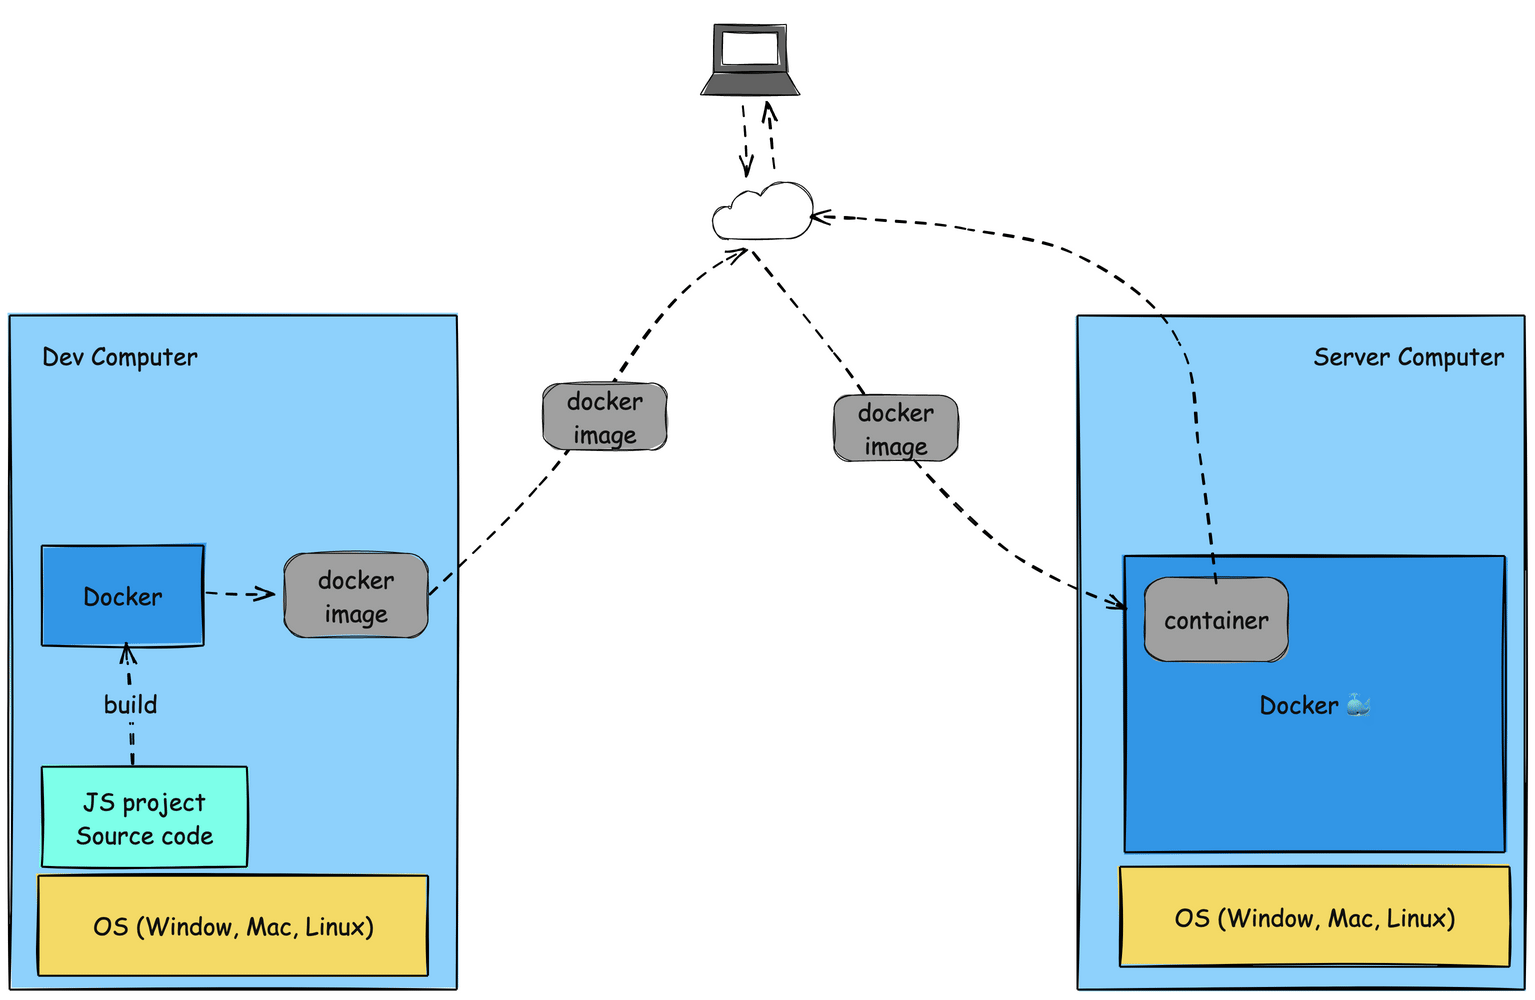 Dev Computer
Server Computer
docker
image
docker
image
Docker
docker
image
container
build
Docker 🐳
JS project
Source code
OS (Window, Mac, Linux)
OS (Window, Mac, Linux)